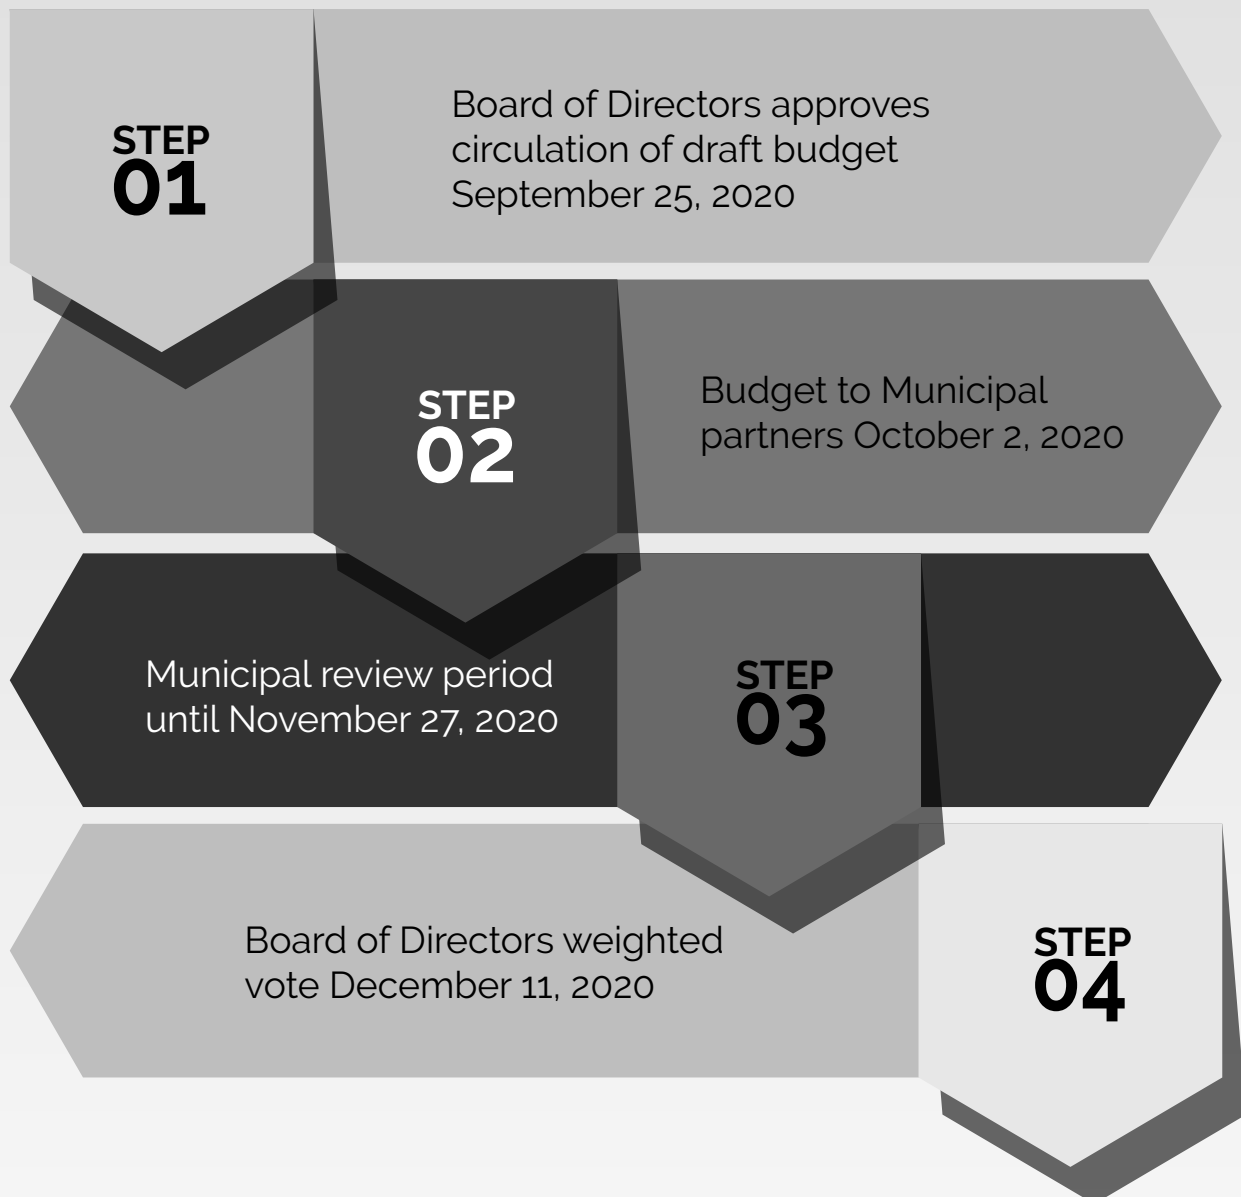 STEP
01
Board of Directors approves
circulation of draft budget
September 25, 2020
STEP
02
Budget to Municipal
partners October 2, 2020
Municipal review period
until November 27, 2020
STEP
03
Board of Directors weighted
vote December 11, 2020
STEP
04